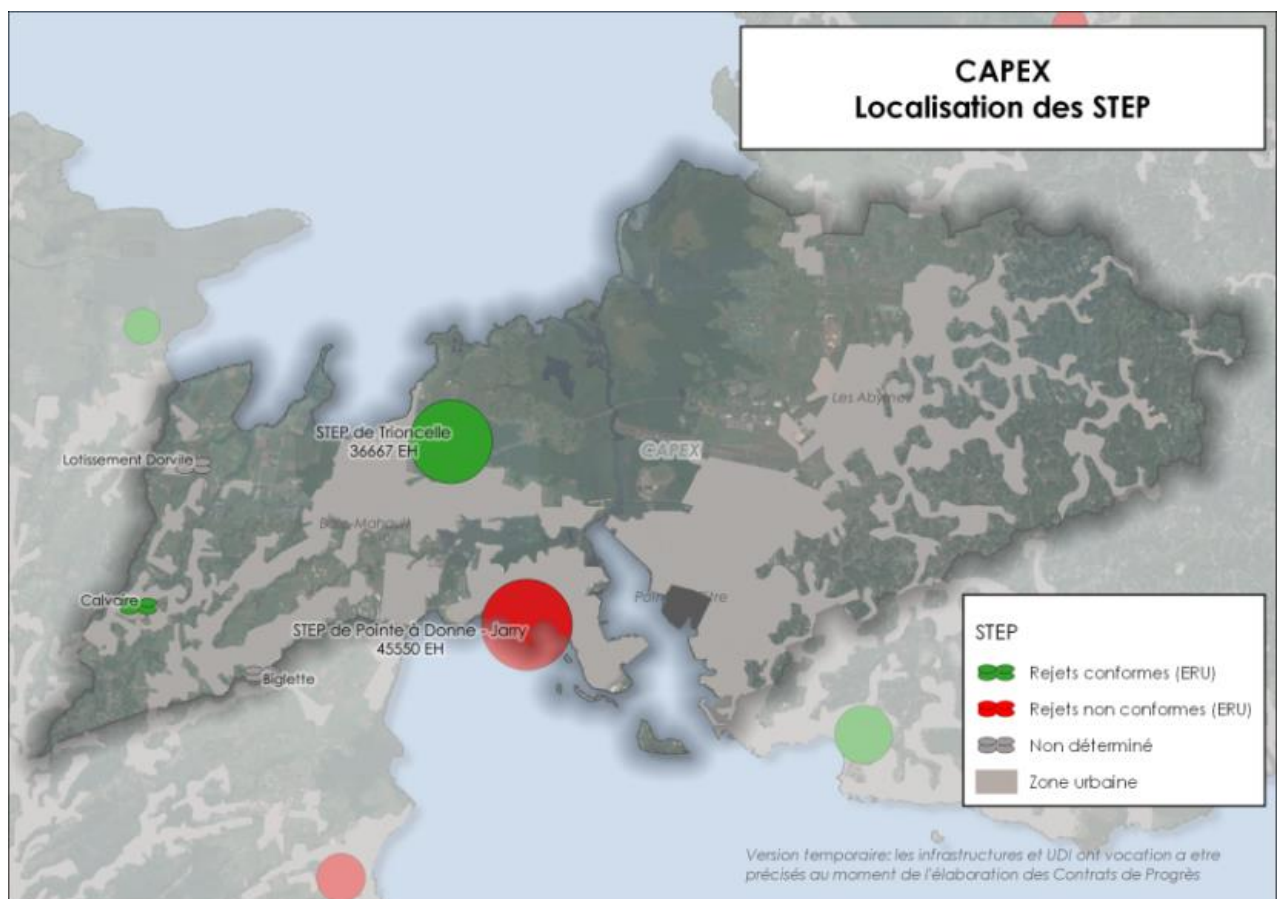 CAPEX
Localisation des STEP
STEP de Trioncelle
36667 EH
Lotissement Dorvile
Les Abymes
CAPEX
Baie-Mahault
Calvaire
STEP de Pointe à Donne - Jarry
45550 EH
Biglette
STEP
Rejets conformes (ERU)
Rejets non conformes (ERU)
Non déterminé
Zone urbaine
Version temporaire: les infrastructures et UDI ont vocation a etre
précisés au moment de l'élaboration des Contrats de Progrès